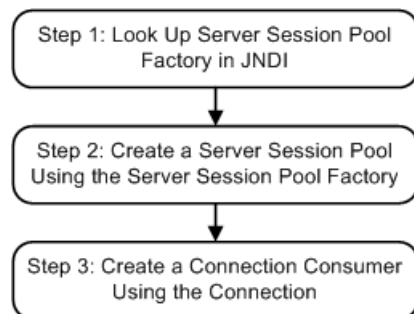 Step 1: Look Up Server Session Pool
Factory in JNDI
Step 2: Create a Server Session Pool
Using the Server Session Pool Factory
Step 3: Create a Connection Consumer
Using the Connection